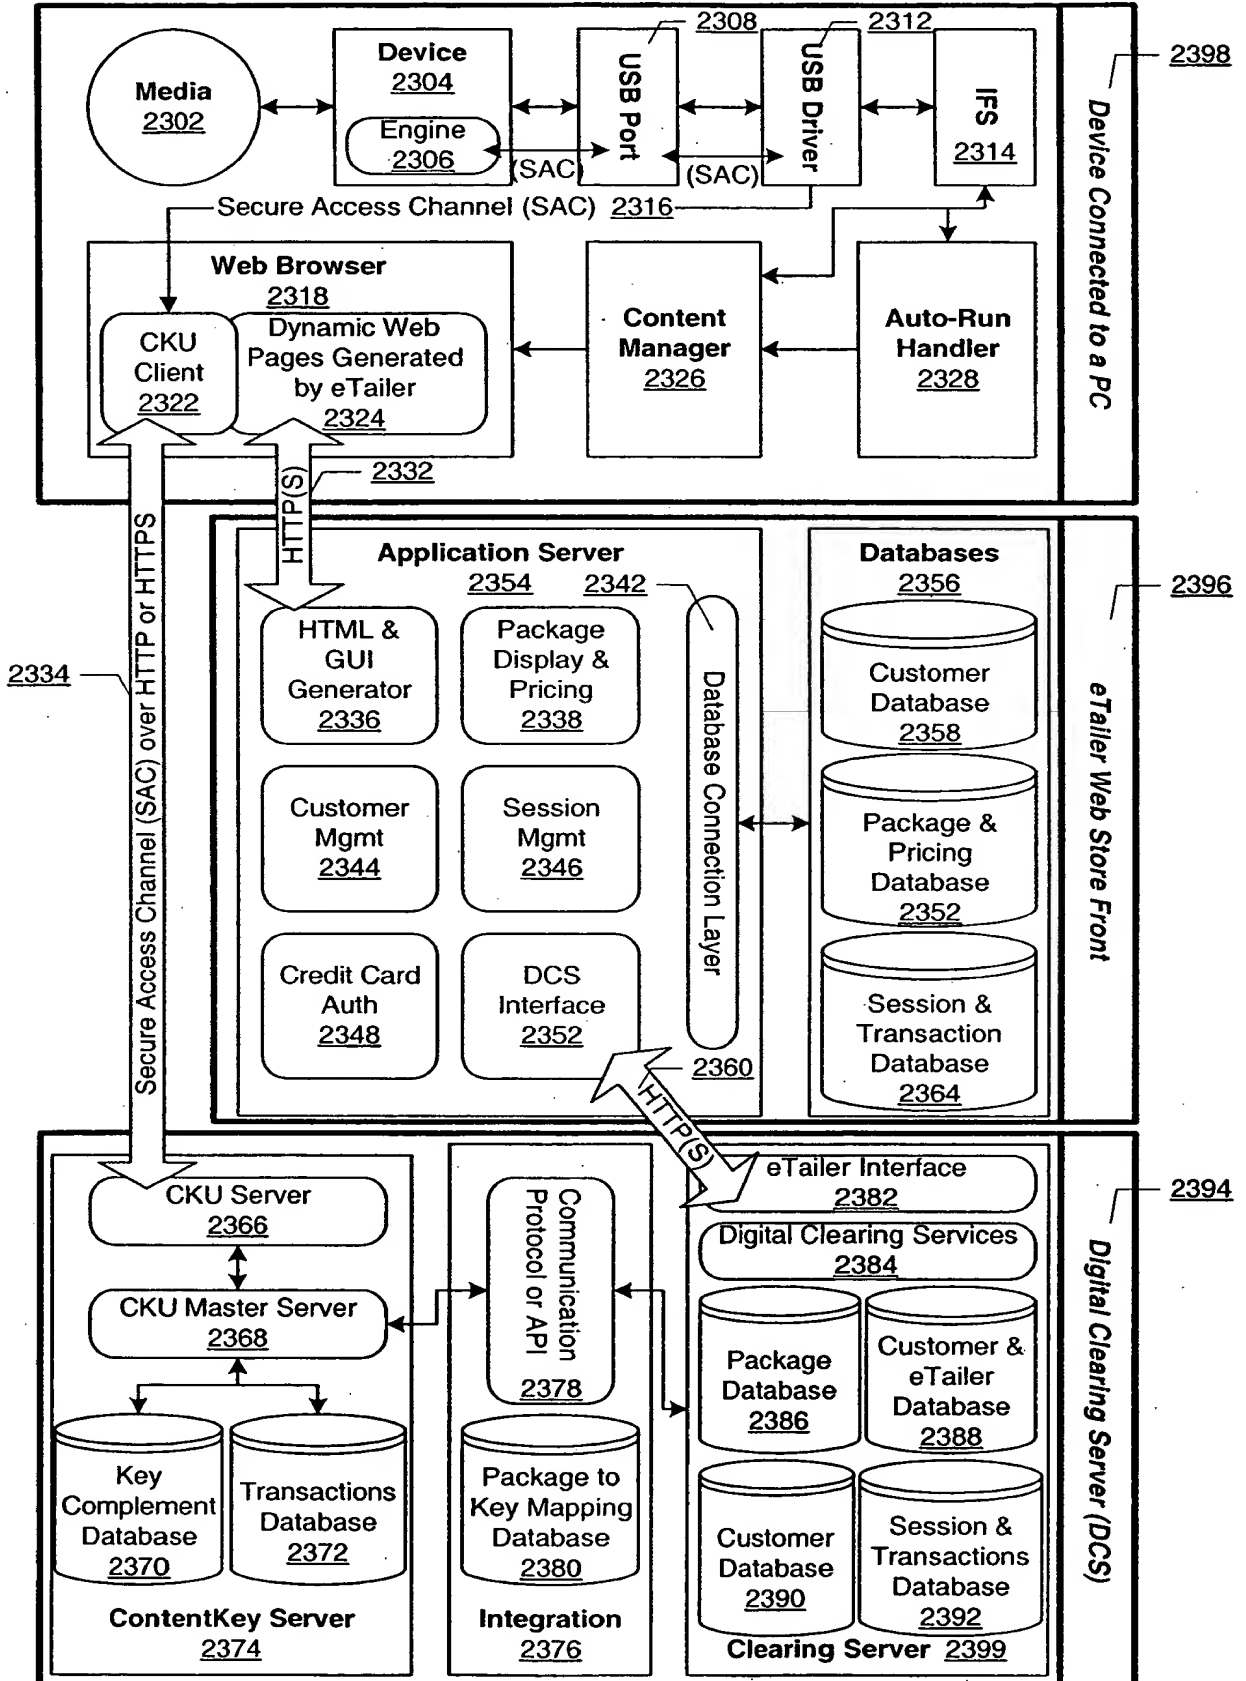 2308
2312
2398
Device
2304
Media
2302
Engine
2306
USB Port
USB Driver
IFS
2314
(SAC)
(SAC)
Secure Access Channel (SAC) 2316
Device Connected to a PC
Web Browser
2318
CKU
Client
2322
Dynamic Web
Pages Generated
by eTailer
2324
Content
Manager
2326
Auto-Run
Handler
2328
2332
HTTP(S)
2334
Secure Access Channel (SAC) over HTTP or HTTPS
Application Server
2354
2342
Databases
2356
2396
HTML &
GUI
Generator
2336
Package
Display &
Pricing
2338
Database Connection Layer
Customer
Database
2358
eTailer Web Store Front
Customer
Mgmt
2344
Session
Mgmt
2346
Package &
Pricing
Database
2352
Credit Card
Auth
2348
DCS
Interface
2352
Session &
Transaction
Database
2364
2360
HTTP(S)
CKU Server
2366
CKU Master Server
2368
Key
Complement
Database
2370
Transactions
Database
2372
ContentKey Server
2374
Communication
Protocol or API
2378
Package to
Key Mapping
Database
2380
Integration
2376
eTailer Interface
2382
Digital Clearing Services
2384
Package
Database
2386
Customer &
eTailer
Database
2388
Customer
Database
2390
Session &
Transactions
Database
2392
Clearing Server 2399
2394
Digital Clearing Server (DCS)